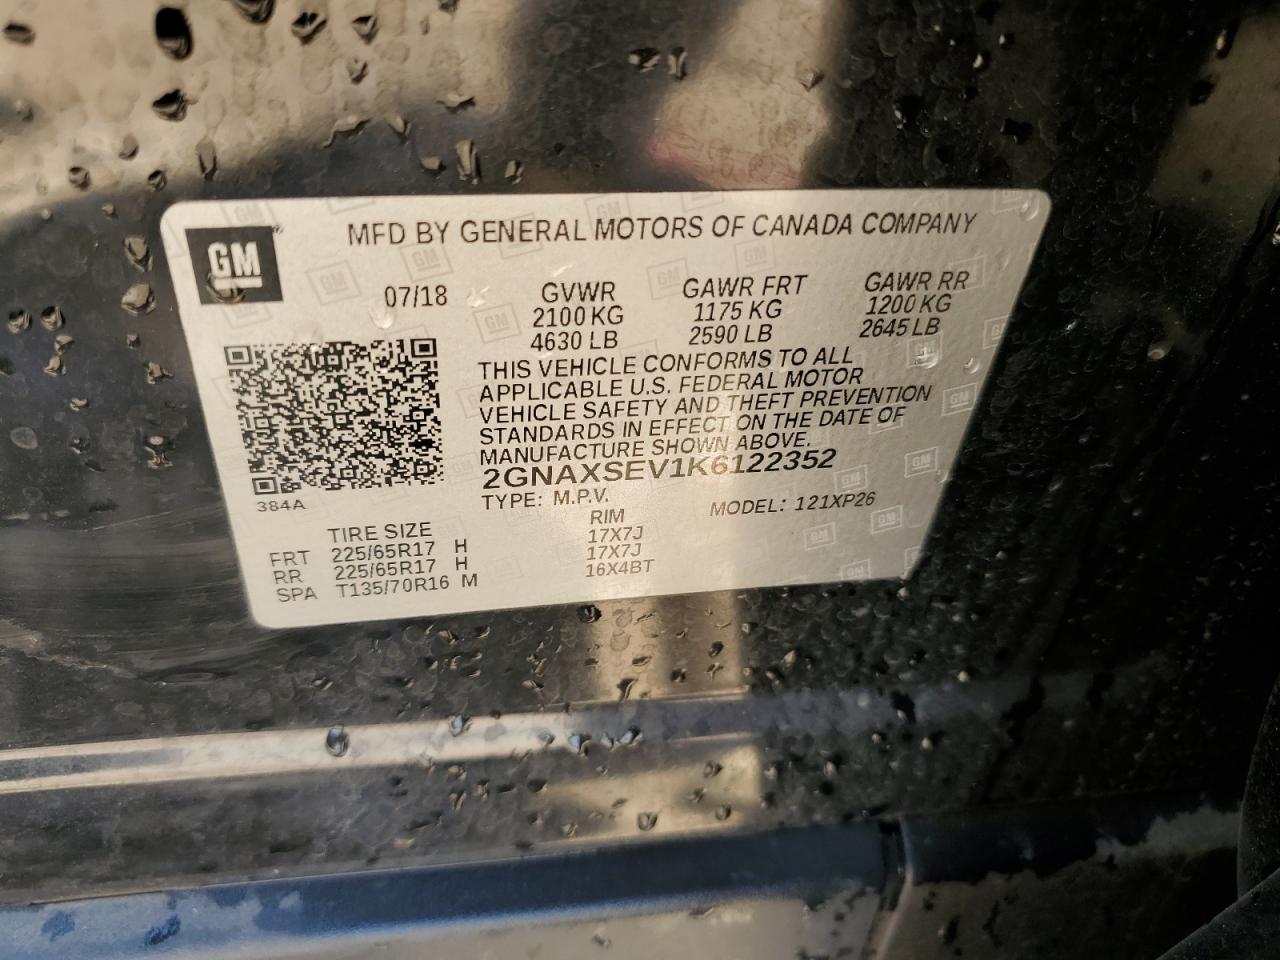 GM
MFD BY GENERAL MOTORS OF CANADA COMPANY
07/18
GVWR GAWR FRT GAWR RR
2100 KG 1175 KG 1200 KG
4630 LB 2590 LB 2645 LB
THIS VEHICLE CONFORMS TO ALL
APPLICABLE U.S. FEDERAL MOTOR
VEHICLE SAFETY AND THEFT PREVENTION
STANDARDS IN EFFECT ON THE DATE OF
MANUFACTURE SHOWN ABOVE.
2GNAXSEV1K6122352
TYPE: M.P.V. MODEL: 121XP26
384A
TIRE SIZE RIM
FRT 225/65R17 H 17X7J
RR 225/65R17 H 17X7J
SPA T135/70R16 M 16X4BT